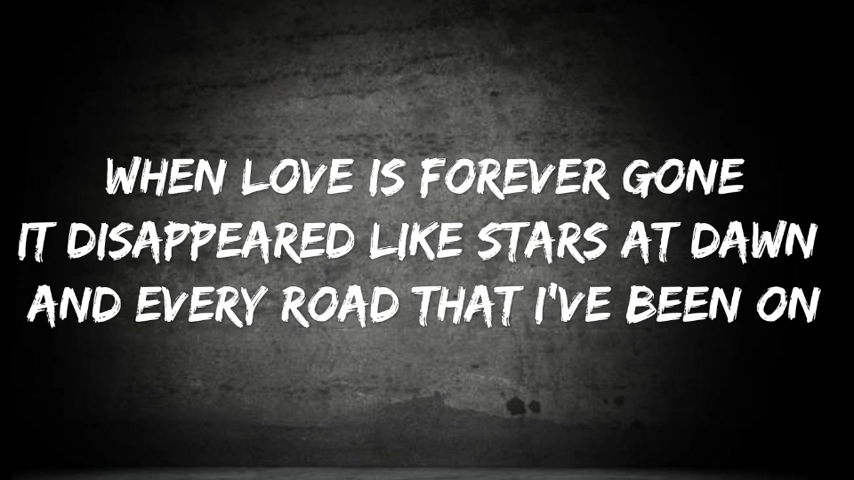 WHEN LOVE IS FOREVER GONE
IT DISAPPEARED LIKE STARS AT DAWN
AND EVERY ROAD THAT I'VE BEEN ON